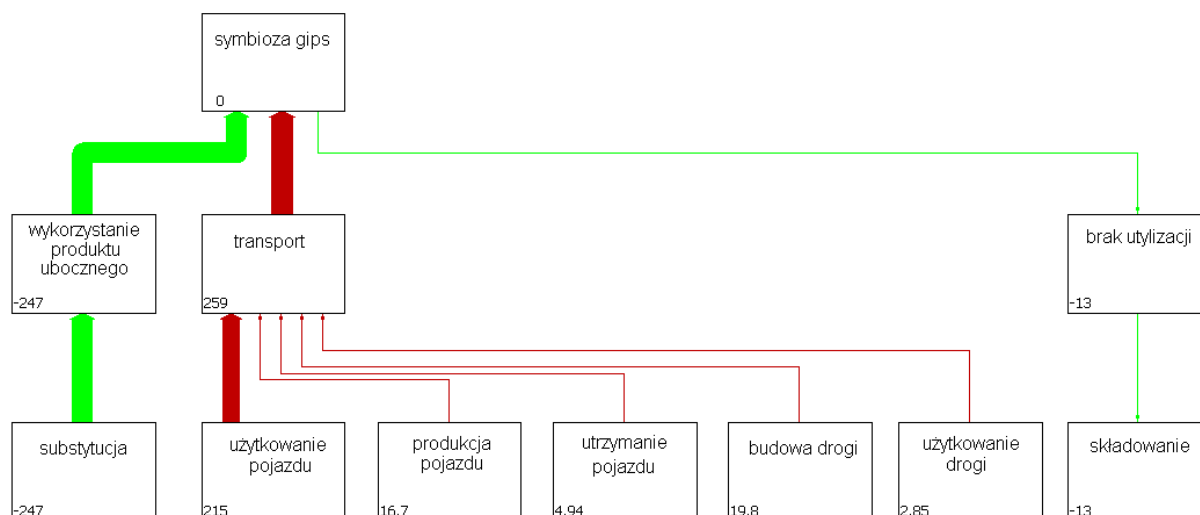 symbioza gips
0
wykorzystanie
produktu
ubocznego
-247
transport
259
brak utylizacji
-13
substytucja
-247
użytkowanie
pojazdu
215
produkcja
pojazdu
16.7
utrzymanie
pojazdu
4.94
budowa drogi
19.8
użytkowanie
drogi
2.85
składowanie
-13